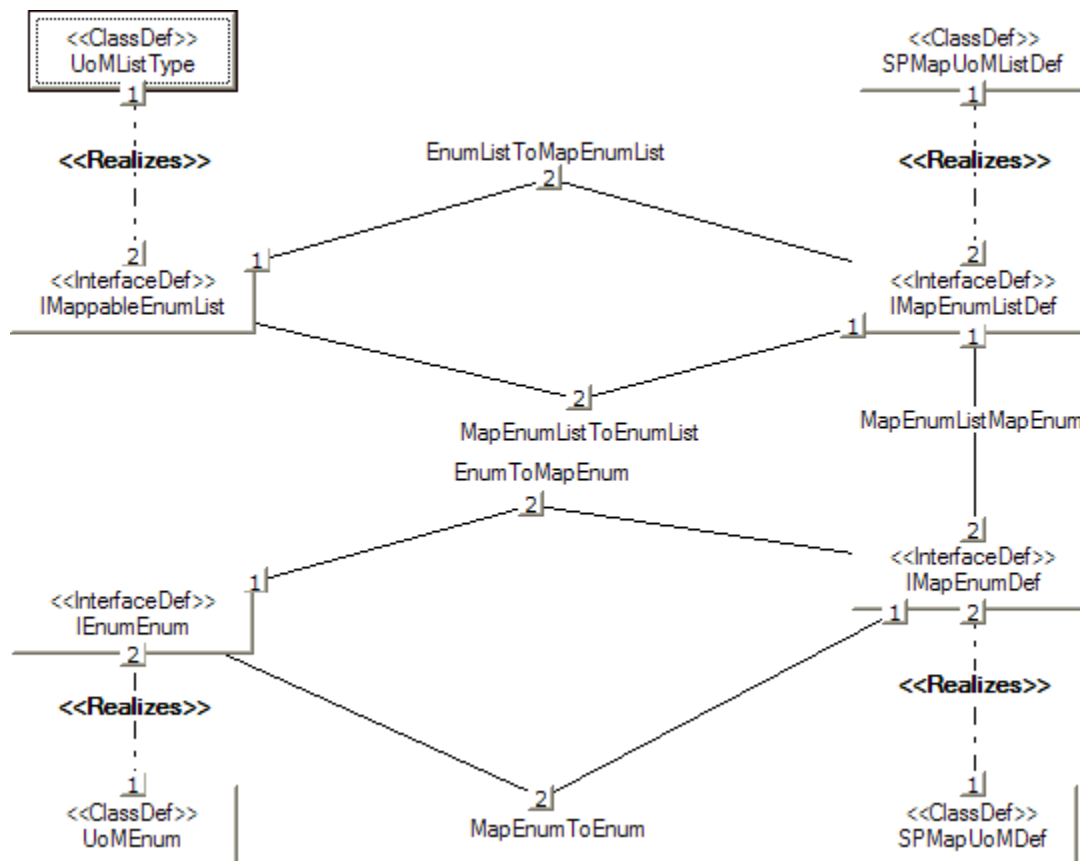 <<ClassDef>>
UoMListType
1
<<ClassDef>>
SPMapUoMListDef
1
<<Realizes>>
EnumListToMapEnumList
2
<<Realizes>>
2
<<InterfaceDef>>
IMappableEnumList
1
2
<<InterfaceDef>>
IMapEnumListDef
1
1
2
MapEnumListToEnumList
MapEnumListMapEnum
EnumToMapEnum
2
2
<<InterfaceDef>>
IMapEnumDef
1
<<InterfaceDef>>
IEnumEnum
2
1
2
<<Realizes>>
<<Realizes>>
1
<<ClassDef>>
UoMEnum
2
MapEnumToEnum
1
<<ClassDef>>
SPMapUoMDef